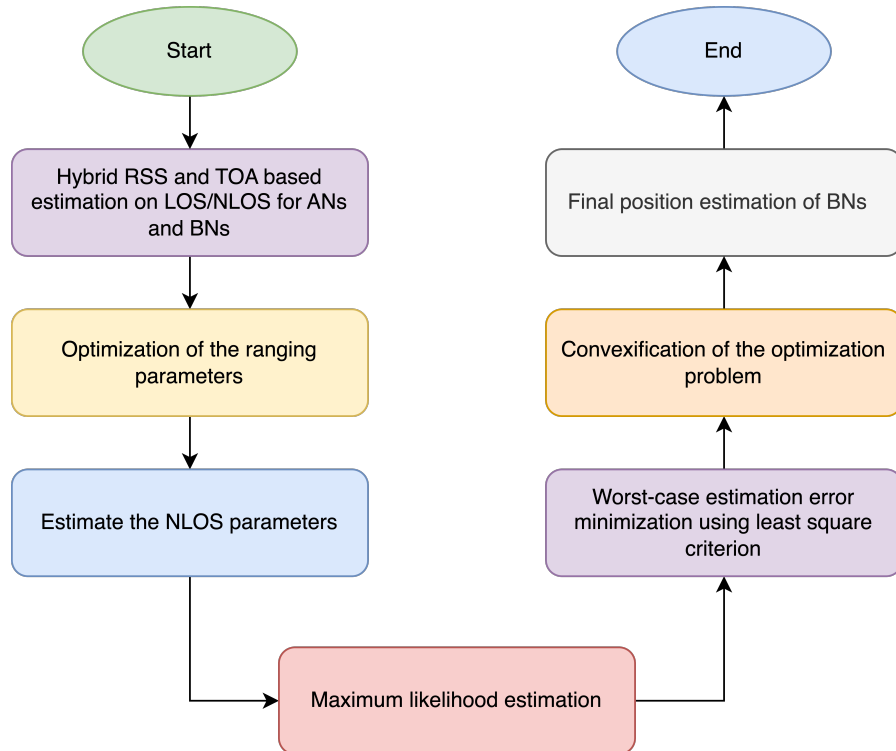 Start
Hybrid RSS and TOA based
estimation on LOS/NLOS for ANs
and BNs
Optimization of the ranging
parameters
Estimate the NLOS parameters
Maximum likelihood estimation
Worst-case estimation error
minimization using least square
criterion
Convexification of the optimization
problem
Final position estimation of BNs
End